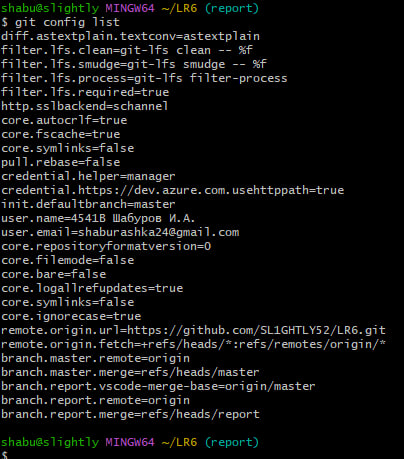 shabu@slightly MINGW64 ~/LR6 (report)
$ git config list
diff.astextplain.textconv=astextplain
filter.lfs.clean=git-lfs clean -- %f
filter.lfs.smudge=git-lfs smudge -- %f
filter.lfs.process=git-lfs filter-process
filter.lfs.required=true
http.sslbackend=schannel
core.autocrlf=true
core.fscache=true
core.symlinks=false
pull.rebase=false
credential.helper=manager
credential.https://dev.azure.com.usehttppath=true
init.defaultbranch=master
user.name=4541В Шабуров И.А.
user.email=shaburashka24@gmail.com
core.repositoryformatversion=0
core.filemode=false
core.bare=false
core.logallrefupdates=true
core.symlinks=false
core.ignorecase=true
remote.origin.url=https://github.com/SL1GHTLY52/LR6.git
remote.origin.fetch=+refs/heads/*:refs/remotes/origin/*
branch.master.remote=origin
branch.master.merge=refs/heads/master
branch.report.vscode-merge-base=origin/master
branch.report.remote=origin
branch.report.merge=refs/heads/report
shabu@slightly MINGW64 ~/LR6 (report)
$